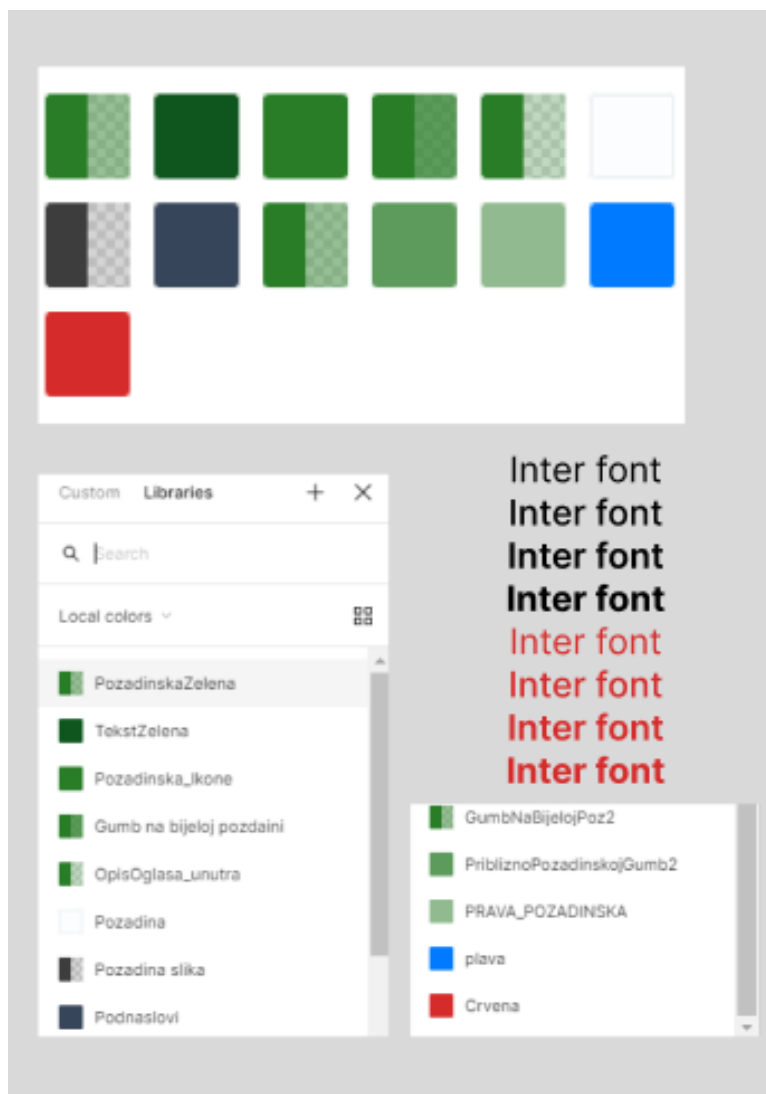 Custom Libraries
Search
Local colors
PozadinskaZelena
TekstZelena
Pozadinska_Ikone
Gumb na bijeloj pozdaini
OpisOglasa_unutra
Pozadina
Pozadina slika
Podnaslovi
Inter font
Inter font
Inter font
Inter font
Inter font
Inter font
Inter font
Inter font
GumbNaBijelojPoz2
PribliznoPozadinskojGumb2
PRAVA_POZADINSKA
plava
Crvena